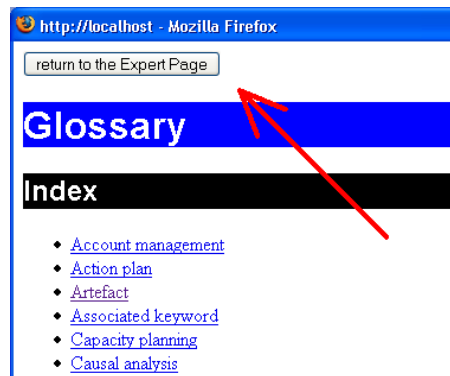 http://localhost - Mozilla Firefox
return to the Expert Page
Glossary
Index
Account management
Action plan
Artefact
Associated keyword
Capacity planning
Causal analysis